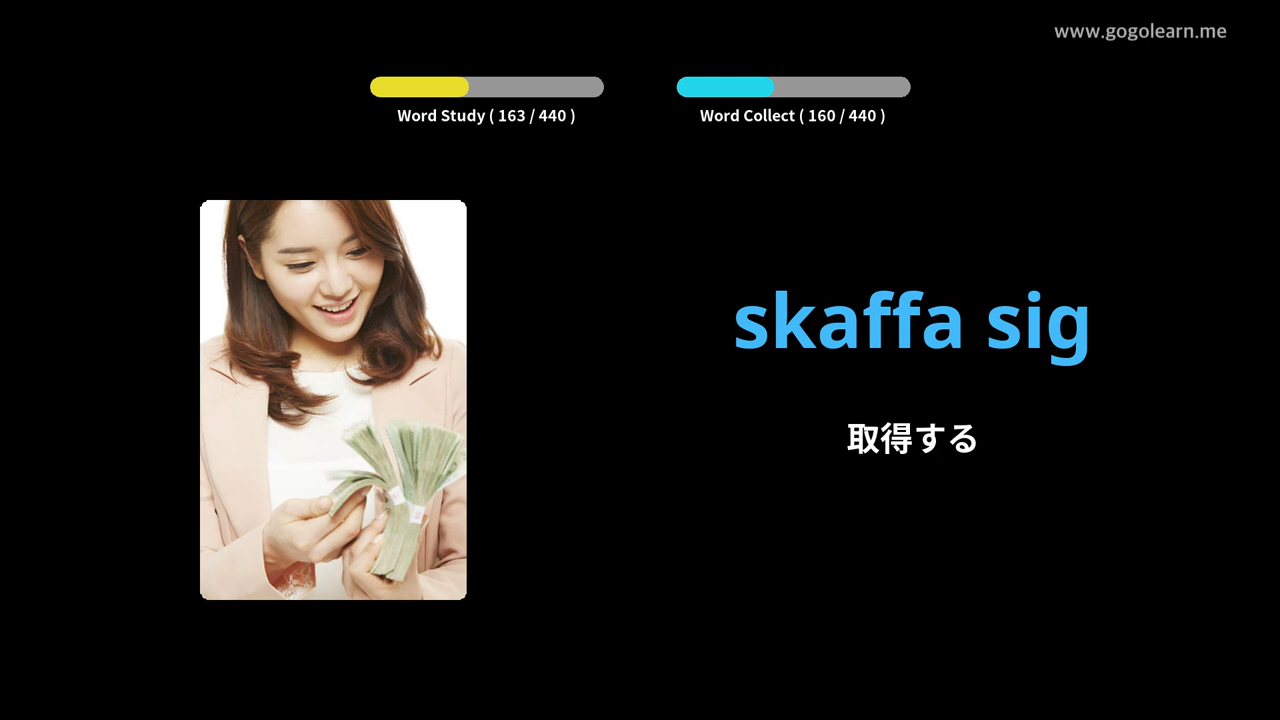 www.gogolearn.me
Word Study ( 163 / 440 )
Word Collect ( 160 / 440 )
skaffa sig
取得する